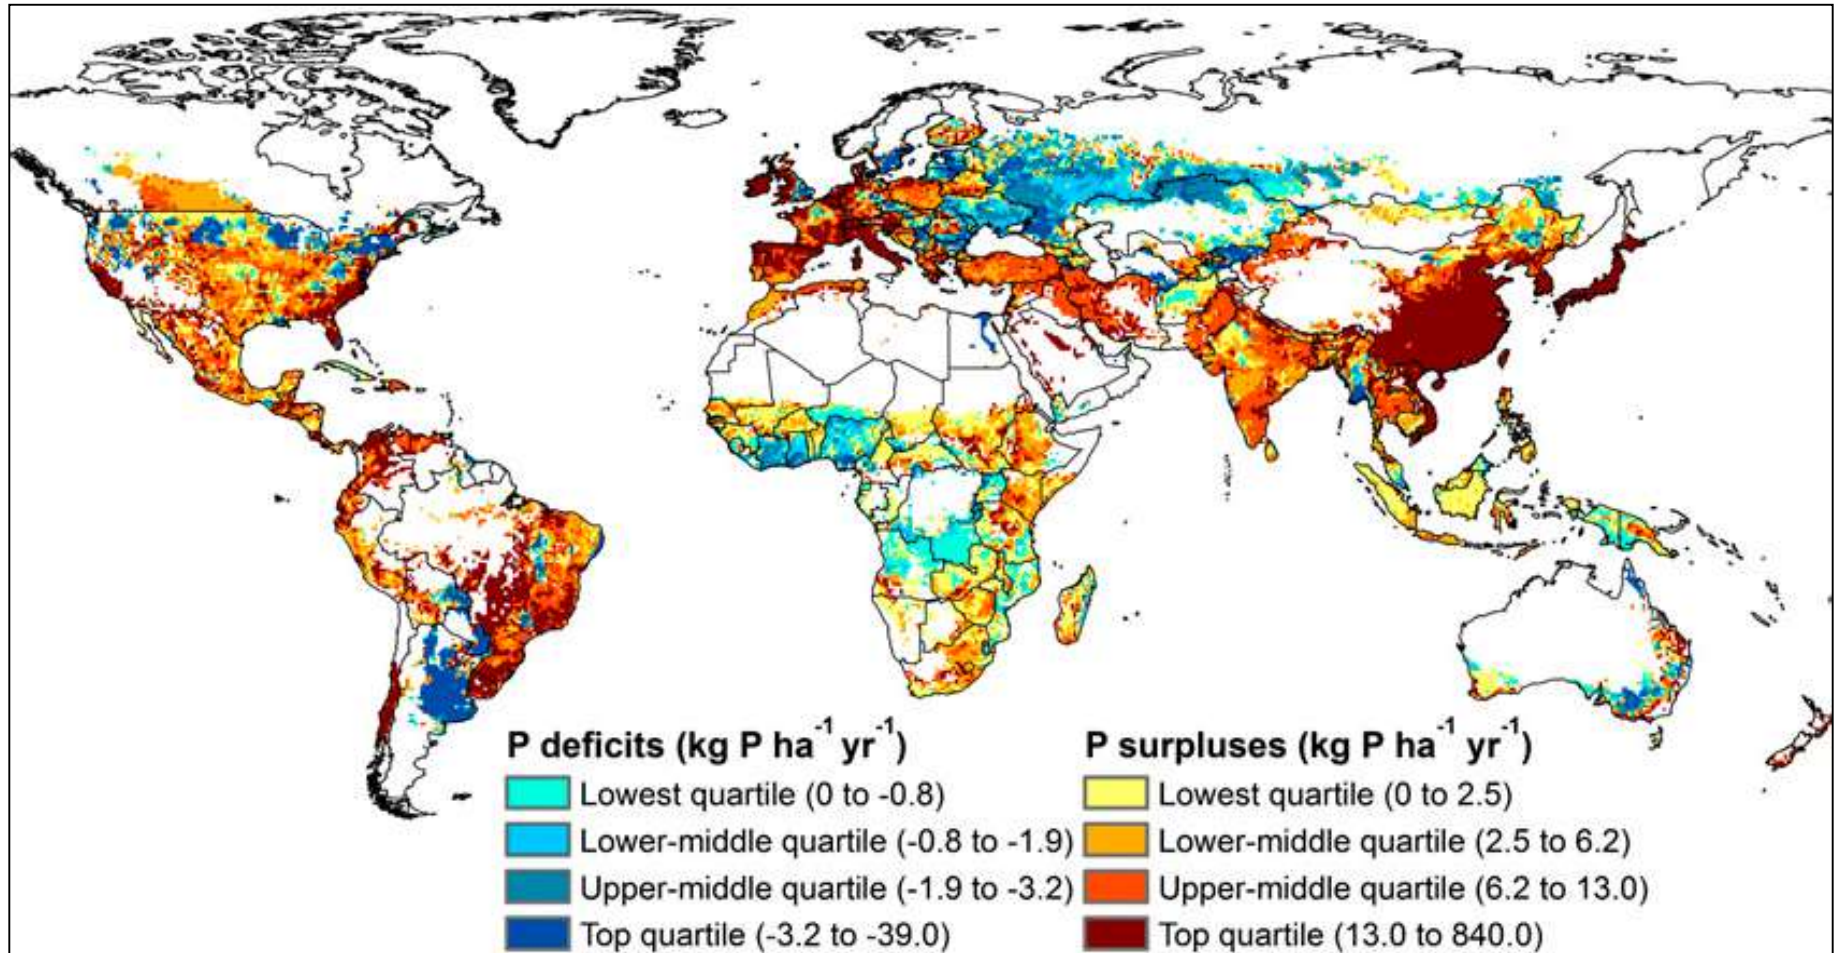 P deficits (kg P ha⁻¹ yr⁻¹)
Lowest quartile (0 to -0.8)
Lower-middle quartile (-0.8 to -1.9)
Upper-middle quartile (-1.9 to -3.2)
Top quartile (-3.2 to -39.0)
P surpluses (kg P ha⁻¹ yr⁻¹)
Lowest quartile (0 to 2.5)
Lower-middle quartile (2.5 to 6.2)
Upper-middle quartile (6.2 to 13.0)
Top quartile (13.0 to 840.0)